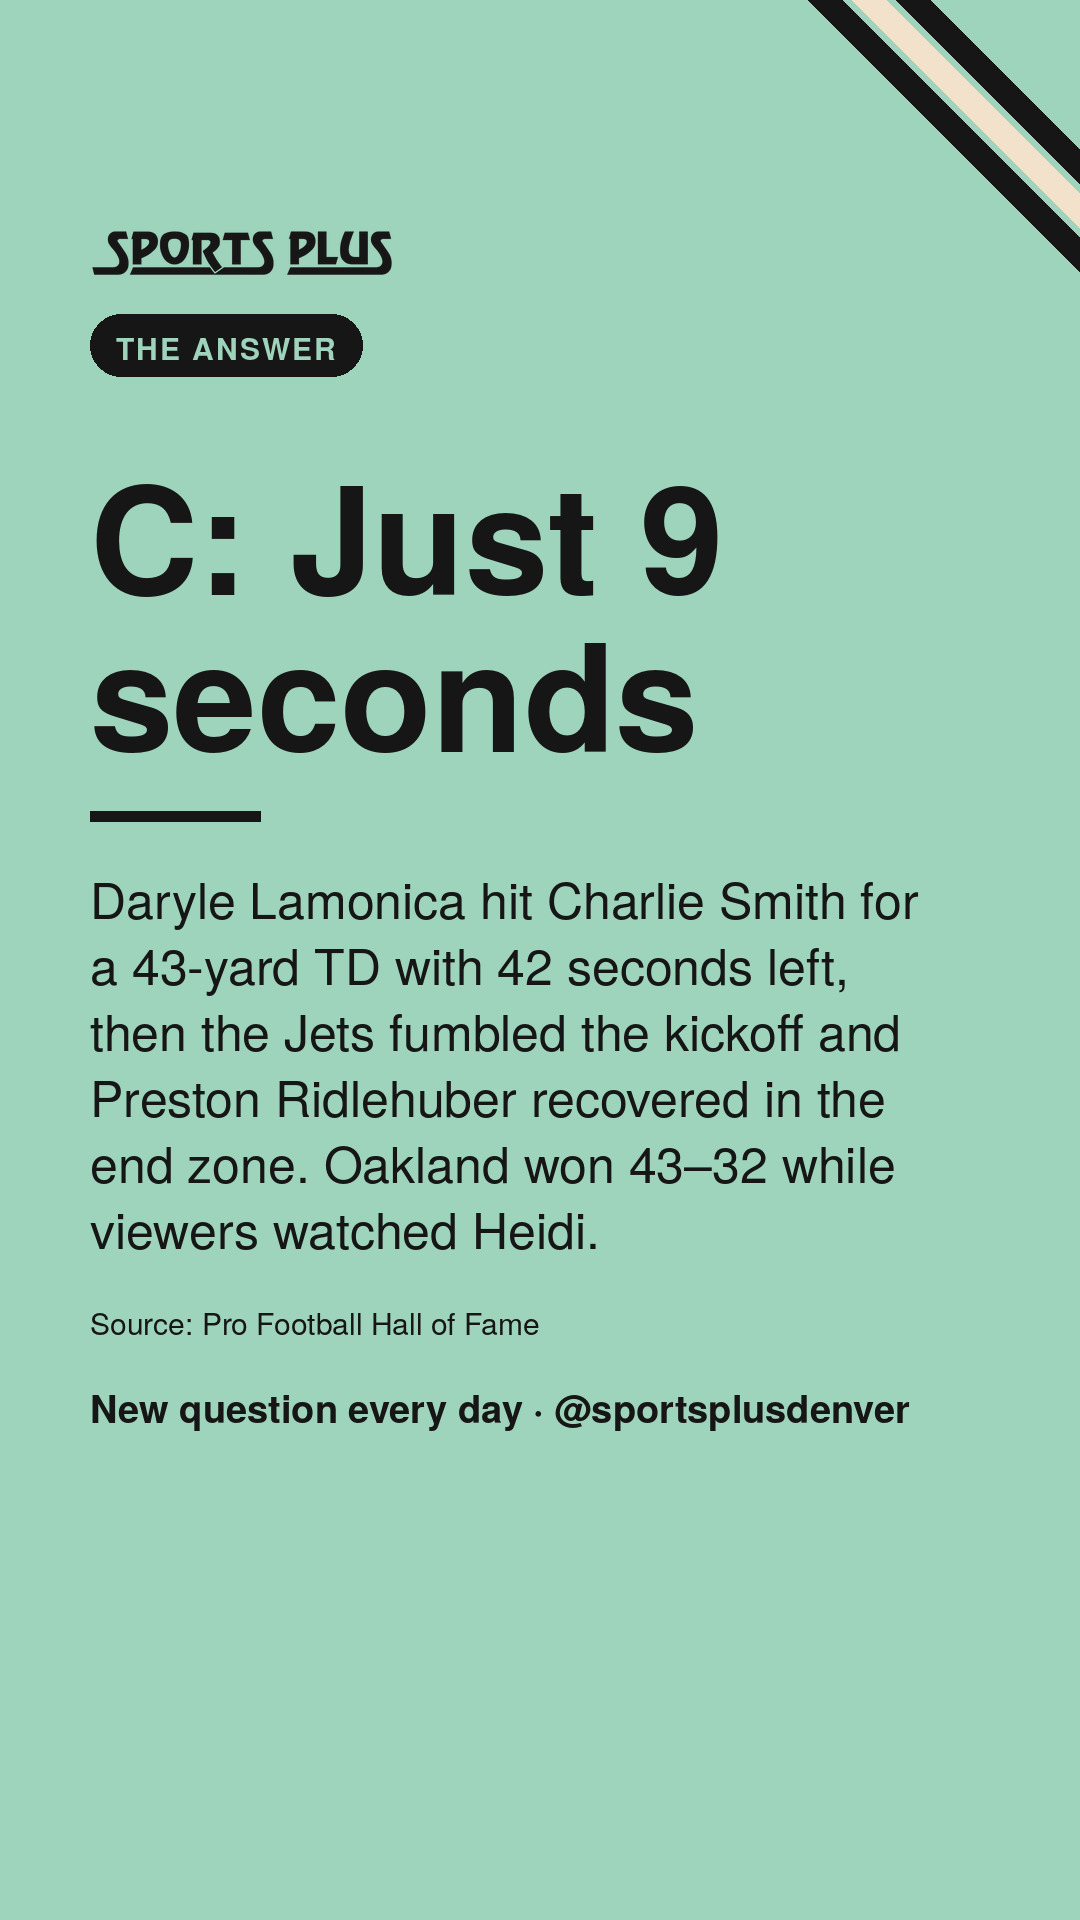 SPORTS PLUS
THE ANSWER
C: Just 9
seconds
Daryle Lamonica hit Charlie Smith for
a 43-yard TD with 42 seconds left,
then the Jets fumbled the kickoff and
Preston Ridlehuber recovered in the
end zone. Oakland won 43–32 while
viewers watched Heidi.
Source: Pro Football Hall of Fame
New question every day · @sportsplusdenver